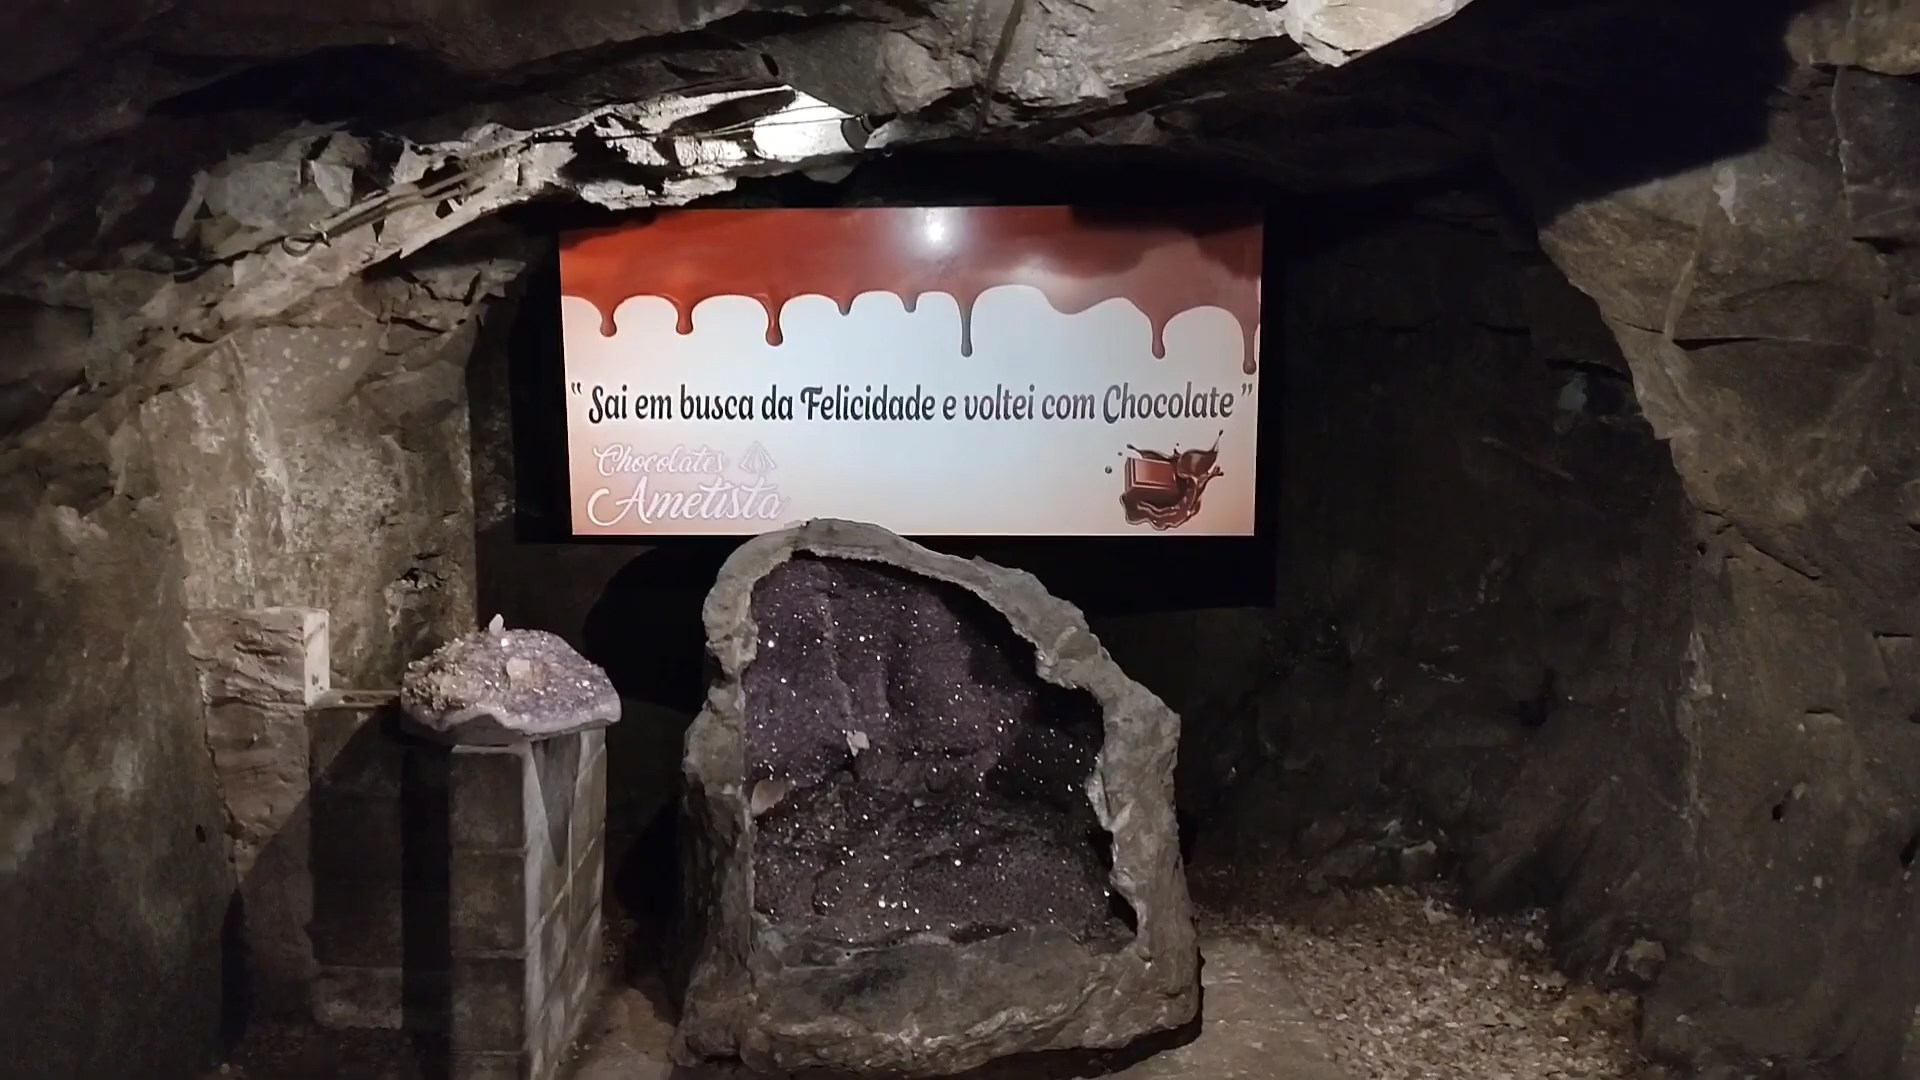 “ Sai em busca da Felicidade e voltei com Chocolate ”
Chocolates
Ametista